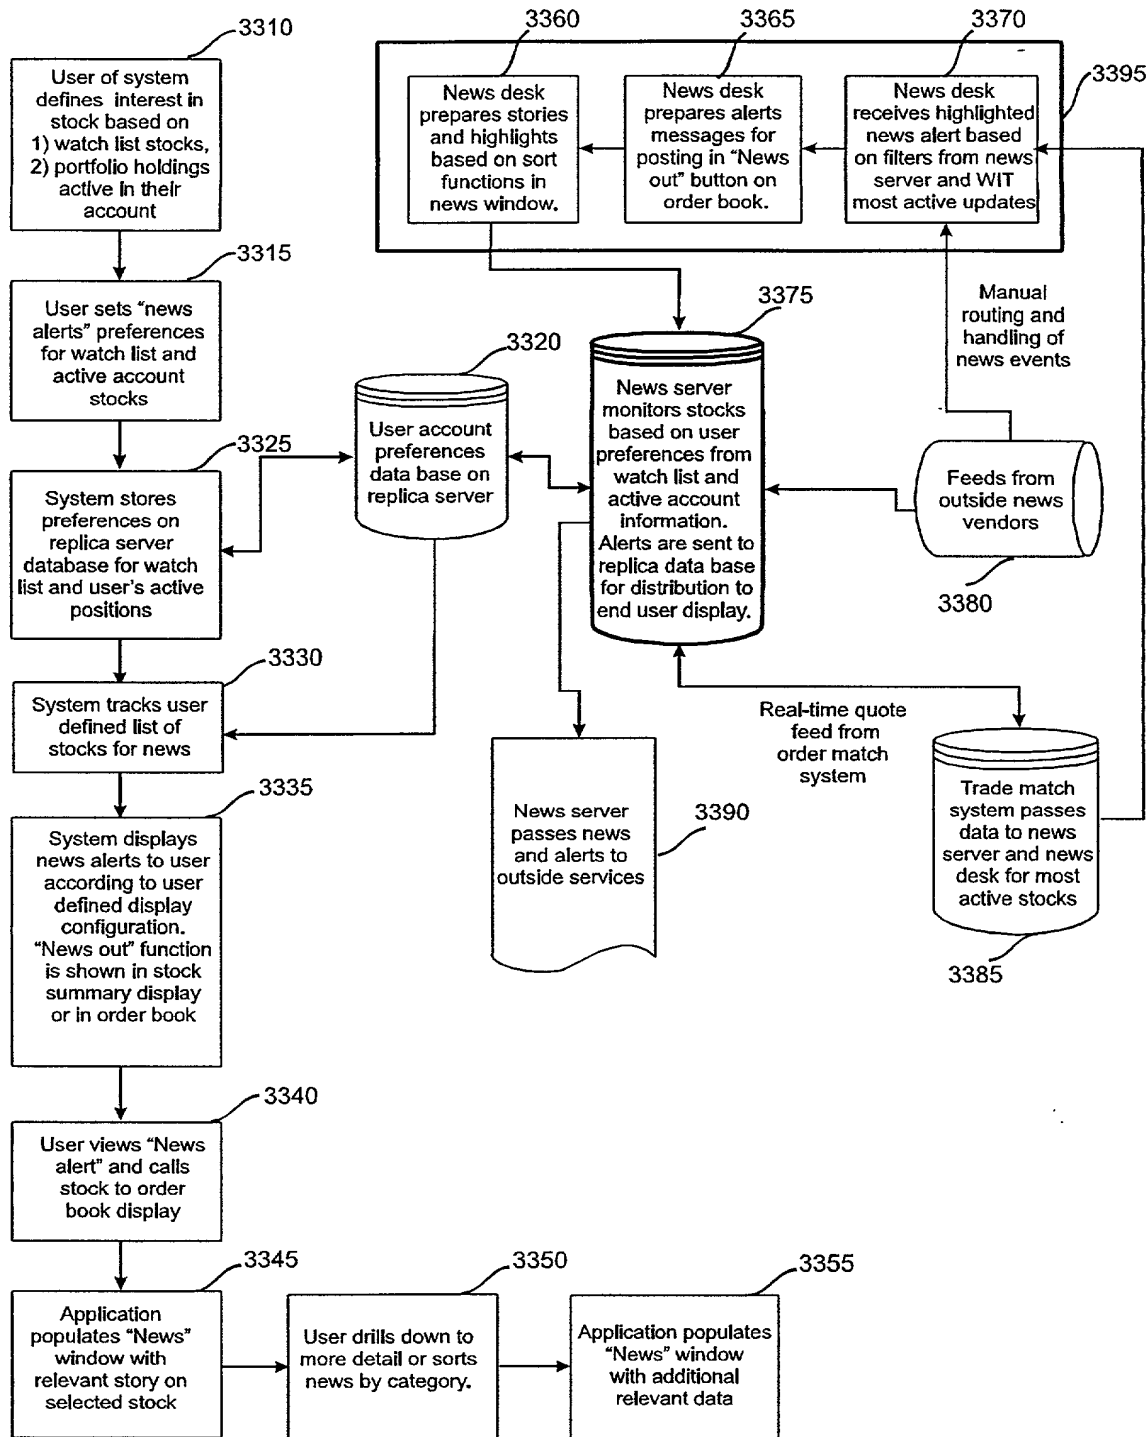 3310
User of system
defines interest in
stock based on
1) watch list stocks,
2) portfolio holdings
active in their
account
3315
User sets "news
alerts" preferences
for watch list and
active account
stocks
3325
System stores
preferences on
replica server
database for watch
list and user's active
positions
3330
System tracks user
defined list of
stocks for news
3335
System displays
news alerts to user
according to user
defined display
configuration.
"News out" function
is shown in stock
summary display
or in order book
3340
User views "News
alert" and calls
stock to order
book display
3345
Application
populates "News"
window with
relevant story on
selected stock
3350
User drills down to
more detail or sorts
news by category.
3355
Application populates
"News" window
with additional
relevant data
3320
User account
preferences
data base on
replica server
3360
News desk
prepares stories
and highlights
based on sort
functions in
news window.
3365
News desk
prepares alerts
messages for
posting in "News
out" button on
order book.
3370
News desk
receives highlighted
news alert based
on filters from news
server and WIT
most active updates
3395
3375
News server
monitors stocks
based on user
preferences from
watch list and
active account
information.
Alerts are sent to
replica data base
for distribution to
end user display.
Manual
routing and
handling of
news events
Feeds from
outside news
vendors
3380
Real-time quote
feed from
order match
system
Trade match
system passes
data to news
server and news
desk for most
active stocks
3385
News server
passes news
and alerts to
outside services
3390